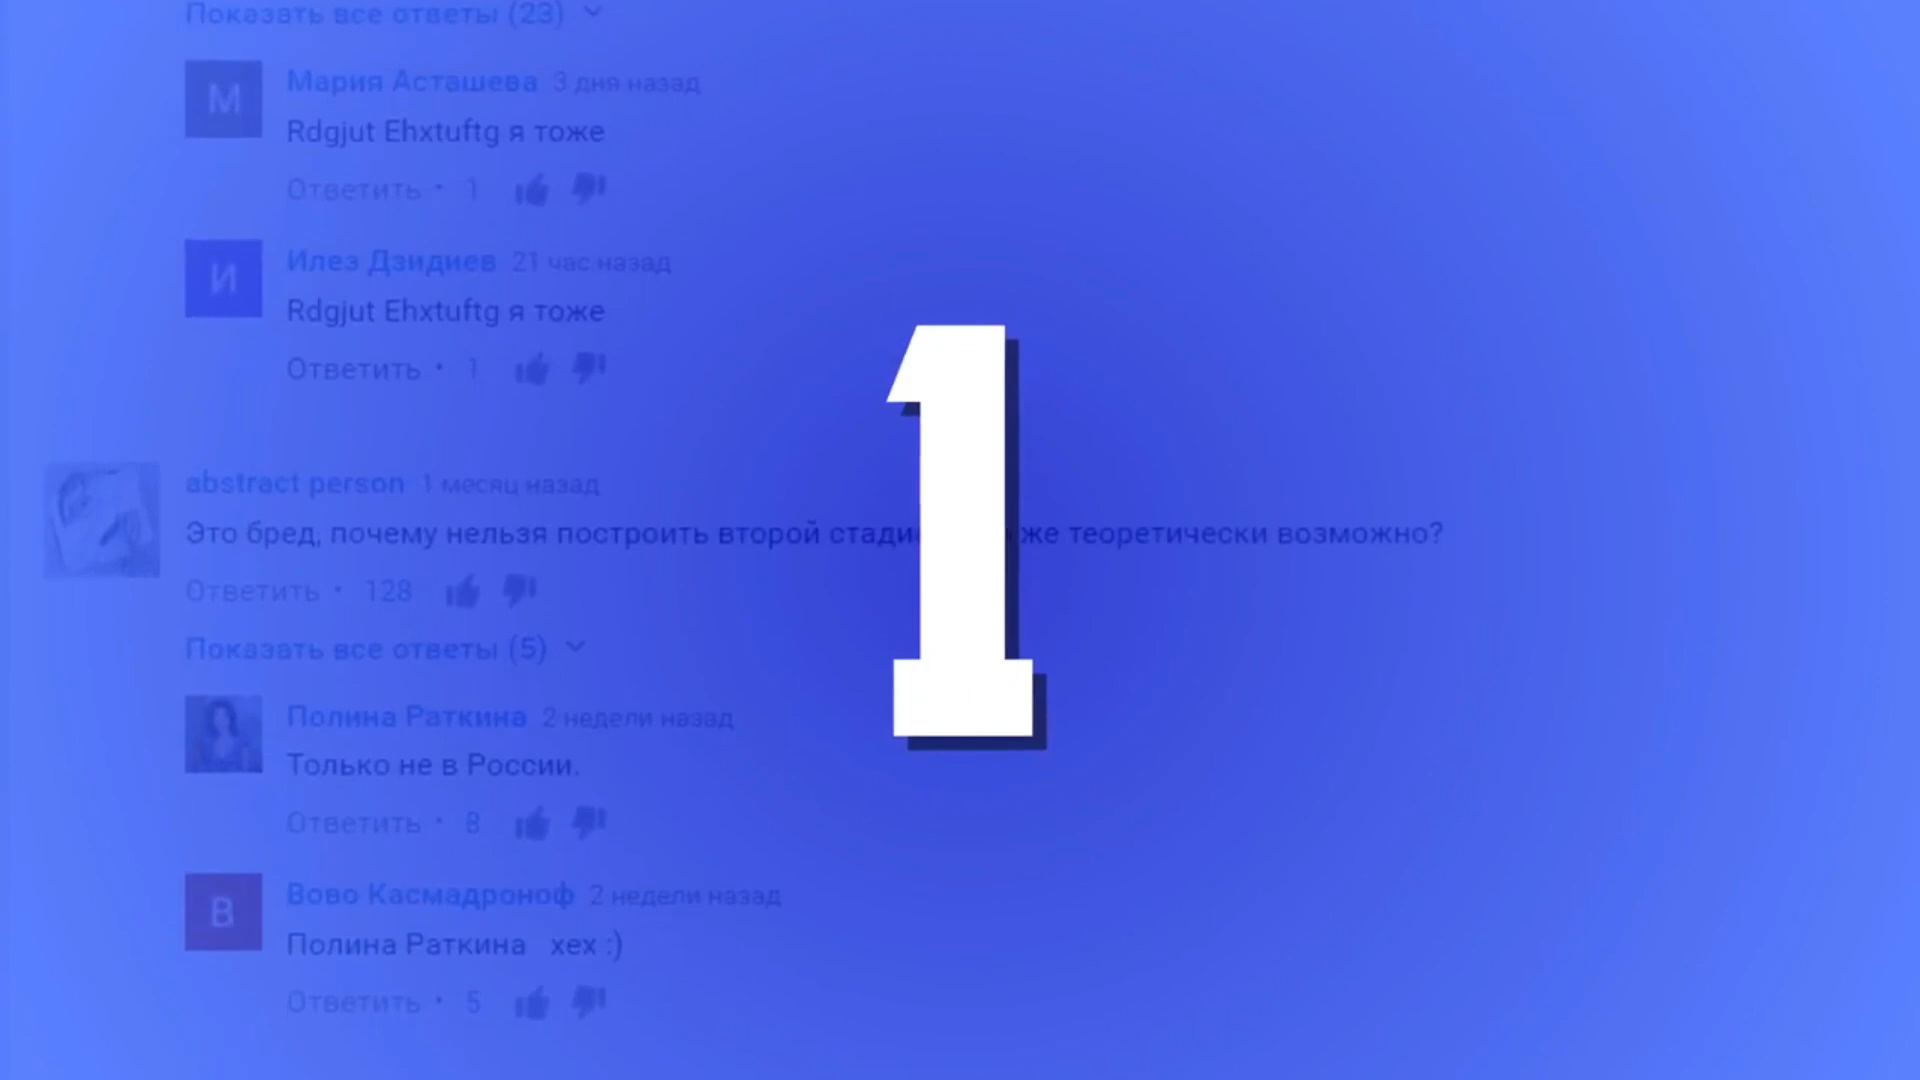 Показать все ответы (23)
М
Мария Асташева 3 дня назад
Rdgjut Ehxtuftg я тоже
Ответить • 1
И
Илез Дзидиев 21 час назад
Rdgjut Ehxtuftg я тоже
Ответить • 1
1
abstract person 1 месяц назад
Это бред, почему нельзя построить второй же теоретически возможно?
Ответить • 128
Показать все ответы (5)
Полина Раткина 2 недели назад
Только не в России.
Ответить • 8
В
Вово Касмадроноф 2 недели назад
Полина Раткина хех :)
Ответить • 5